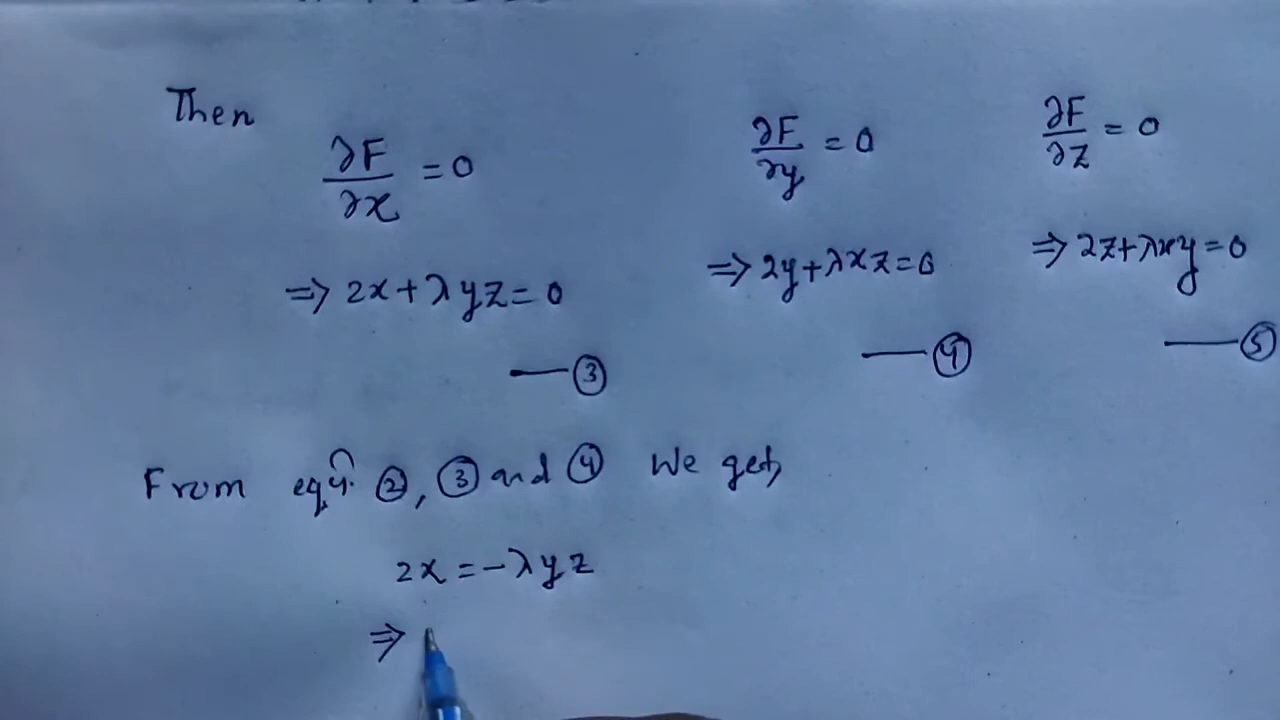 Then
∂F/∂x = 0
∂F/∂y = 0
∂F/∂z = 0
⇒ 2x + λyz = 0
⇒ 2y + λxz = 0
⇒ 2z + λxy = 0
— ③
— ④
— ⑤
From eqn. ②, ③ and ④ We get,
2x = -λyz
⇒